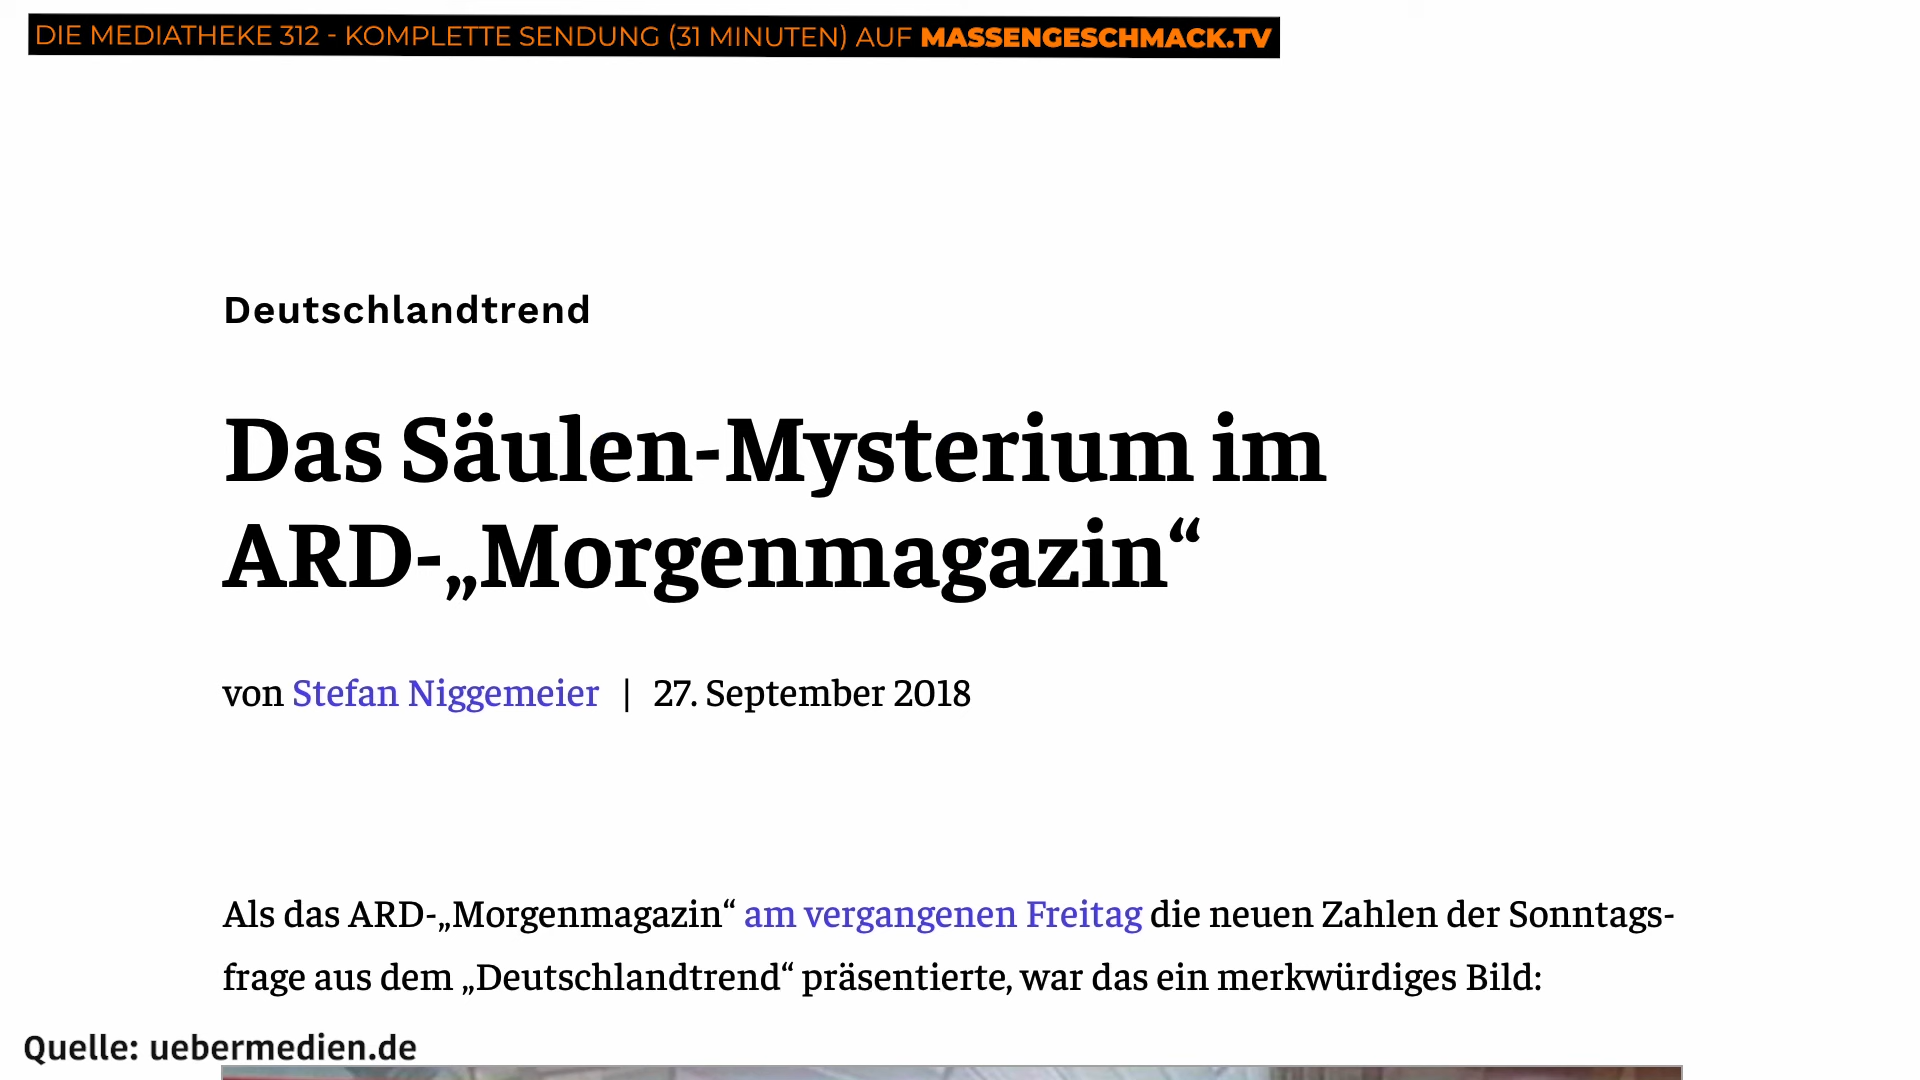 DIE MEDIATHEKE 312 - KOMPLETTE SENDUNG (31 MINUTEN) AUF MASSENGESCHMACK.TV
Deutschlandtrend
Das Säulen-Mysterium im
ARD-„Morgenmagazin“
von Stefan Niggemeier | 27. September 2018
Als das ARD-„Morgenmagazin“ am vergangenen Freitag die neuen Zahlen der Sonntags-
frage aus dem „Deutschlandtrend“ präsentierte, war das ein merkwürdiges Bild:
Quelle: uebermedien.de